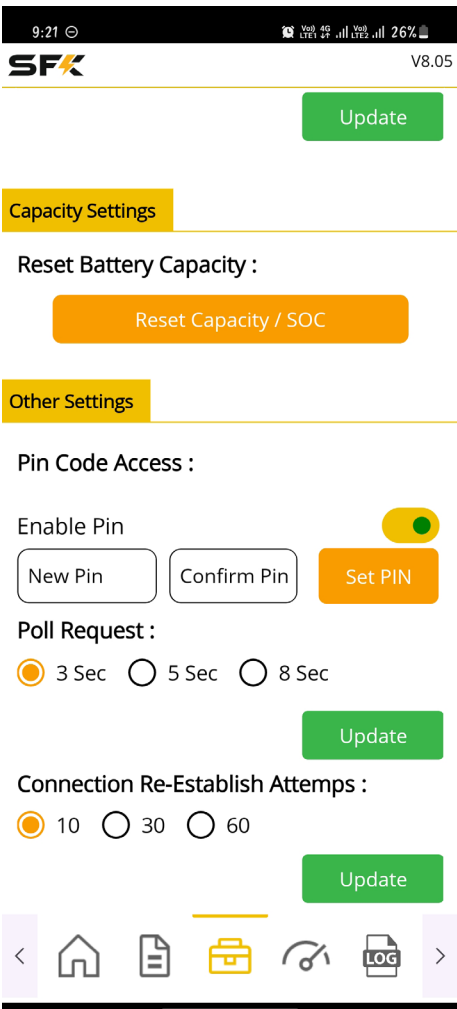 9:21
Vo) LTE1 4G Vo) LTE2 26%
SFK V8.05
Update
Capacity Settings
Reset Battery Capacity :
Reset Capacity / SOC
Other Settings
Pin Code Access :
Enable Pin
New Pin Confirm Pin Set PIN
Poll Request :
3 Sec 5 Sec 8 Sec
Update
Connection Re-Establish Attemps :
10 30 60
Update
LOG